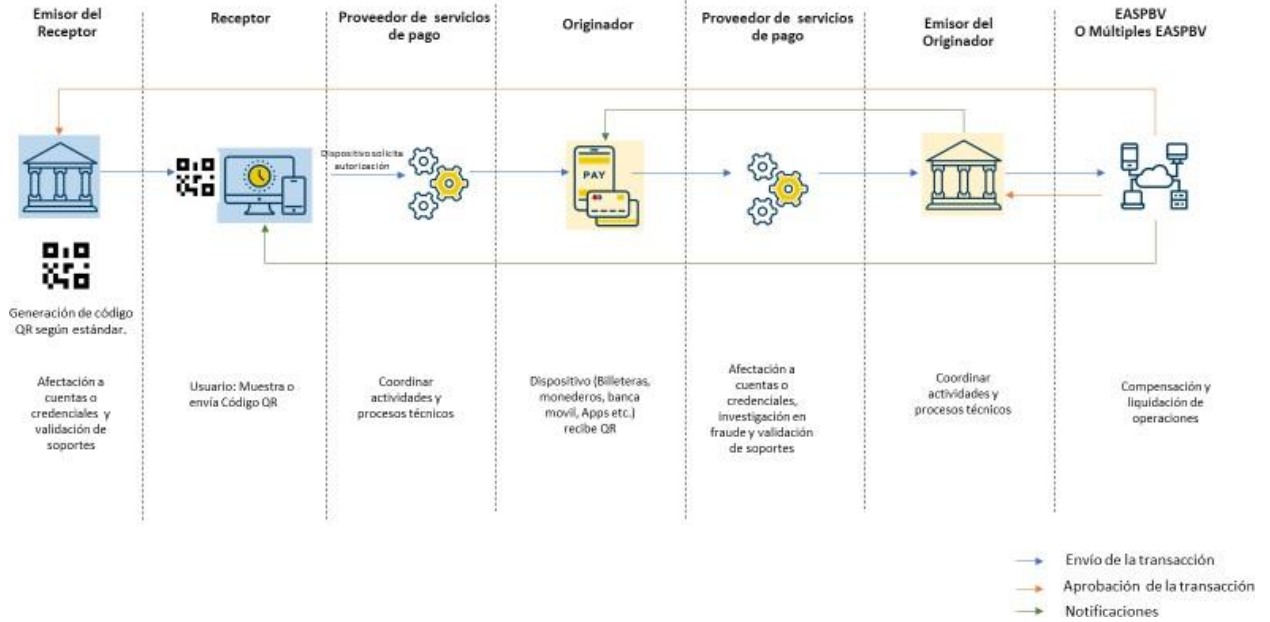 Emisor del
Receptor
Receptor
Proveedor de servicios
de pago
Originador
Proveedor de servicios
de pago
Emisor del
Originador
EASPBV
O Múltiples EASPBV
Dispositivo solicita
autorización
PAY
Generación de código
QR según estándar.
Afectación a
cuentas o
credenciales y
validación de
soportes
Usuario: Muestra o
envía Código QR
Coordinar
actividades y
procesos técnicos
Dispositivo (Billeteras,
monederos, banca
movil, Apps etc.)
recibe QR
Afectación a
cuentas o
credenciales,
investigación en
fraude y validación
de soportes
Coordinar
actividades y
procesos técnicos
Compensación y
liquidación de
operaciones
Envío de la transacción
Aprobación de la transacción
Notificaciones